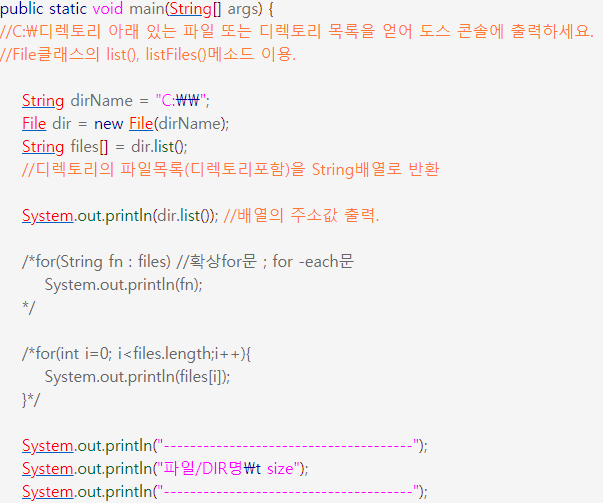 public static void main(String[] args) {
//C:₩디렉토리 아래 있는 파일 또는 디렉토리 목록을 얻어 도스 콘솔에 출력하세요.
//File클래스의 list(), listFiles()메소드 이용.
String dirName = "C:₩₩";
File dir = new File(dirName);
String files[] = dir.list();
//디렉토리의 파일목록(디렉토리포함)을 String배열로 반환
System.out.println(dir.list()); //배열의 주소값 출력.
/*for(String fn : files) //확상for문 ; for -each문
System.out.println(fn);
*/
/*for(int i=0; i<files.length;i++){
System.out.println(files[i]);
}*/
System.out.println("--------------------------------------");
System.out.println("파일/DIR명₩t size");
System.out.println("--------------------------------------");